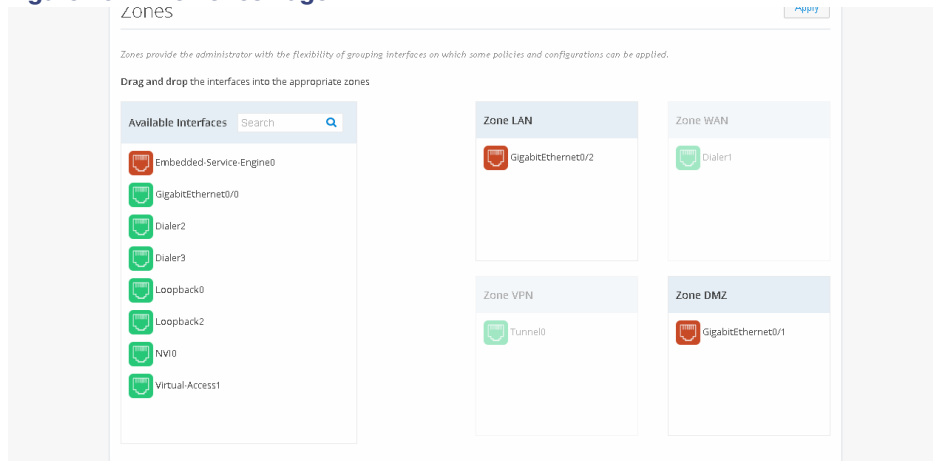 Zones
Apply
Zones provide the administrator with the flexibility of grouping interfaces on which some policies and configurations can be applied.
Drag and drop the interfaces into the appropriate zones
Available Interfaces Search
Embedded-Service-Engine0
GigabitEthernet0/0
Dialer2
Dialer3
Loopback0
Loopback2
NVI0
Virtual-Access1
Zone LAN
GigabitEthernet0/2
Zone WAN
Dialer1
Zone VPN
Tunnel0
Zone DMZ
GigabitEthernet0/1